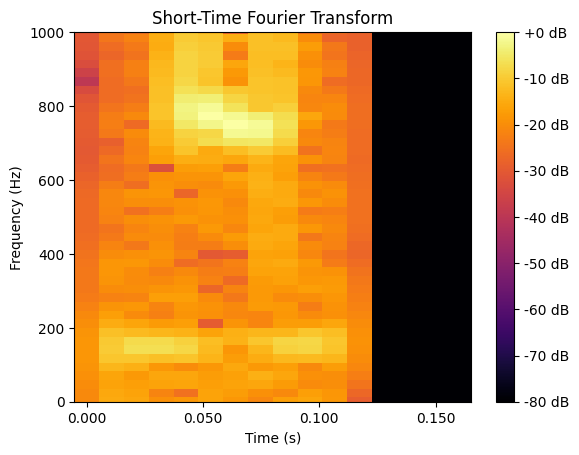 Short-Time Fourier Transform
1000
800
600
400
200
0
Frequency (Hz)
0.000
0.050
0.100
0.150
Time (s)
+0 dB
-10 dB
-20 dB
-30 dB
-40 dB
-50 dB
-60 dB
-70 dB
-80 dB